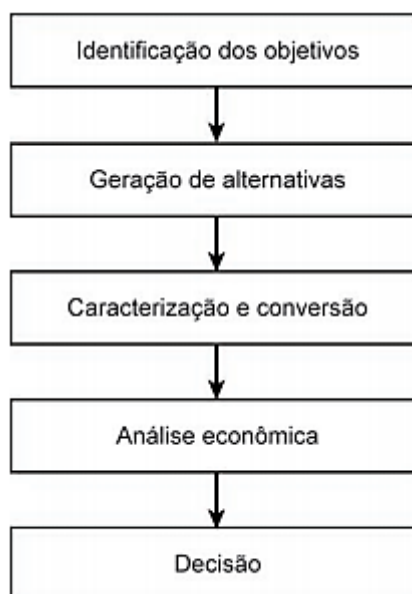 Identificação dos objetivos
Geração de alternativas
Caracterização e conversão
Análise econômica
Decisão